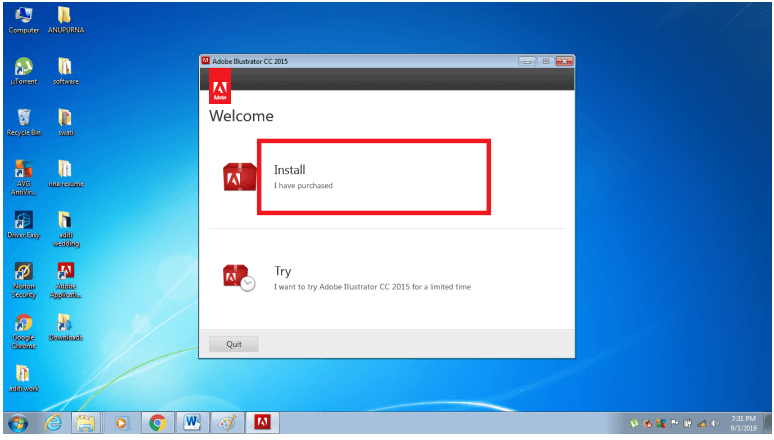 Computer
ANUPURNA
µTorrent
software
Recycle Bin
swati
AVG
AntiVir...
rina resume
Driver Easy
aditi
wedding
Norton
Security
Adobe
Applicati...
Google
Chrome
Downloads
aditi work
Adobe Illustrator CC 2015
Adobe
Welcome
Install
I have purchased
Try
I want to try Adobe Illustrator CC 2015 for a limited time
Quit
7:31 PM
9/3/2019